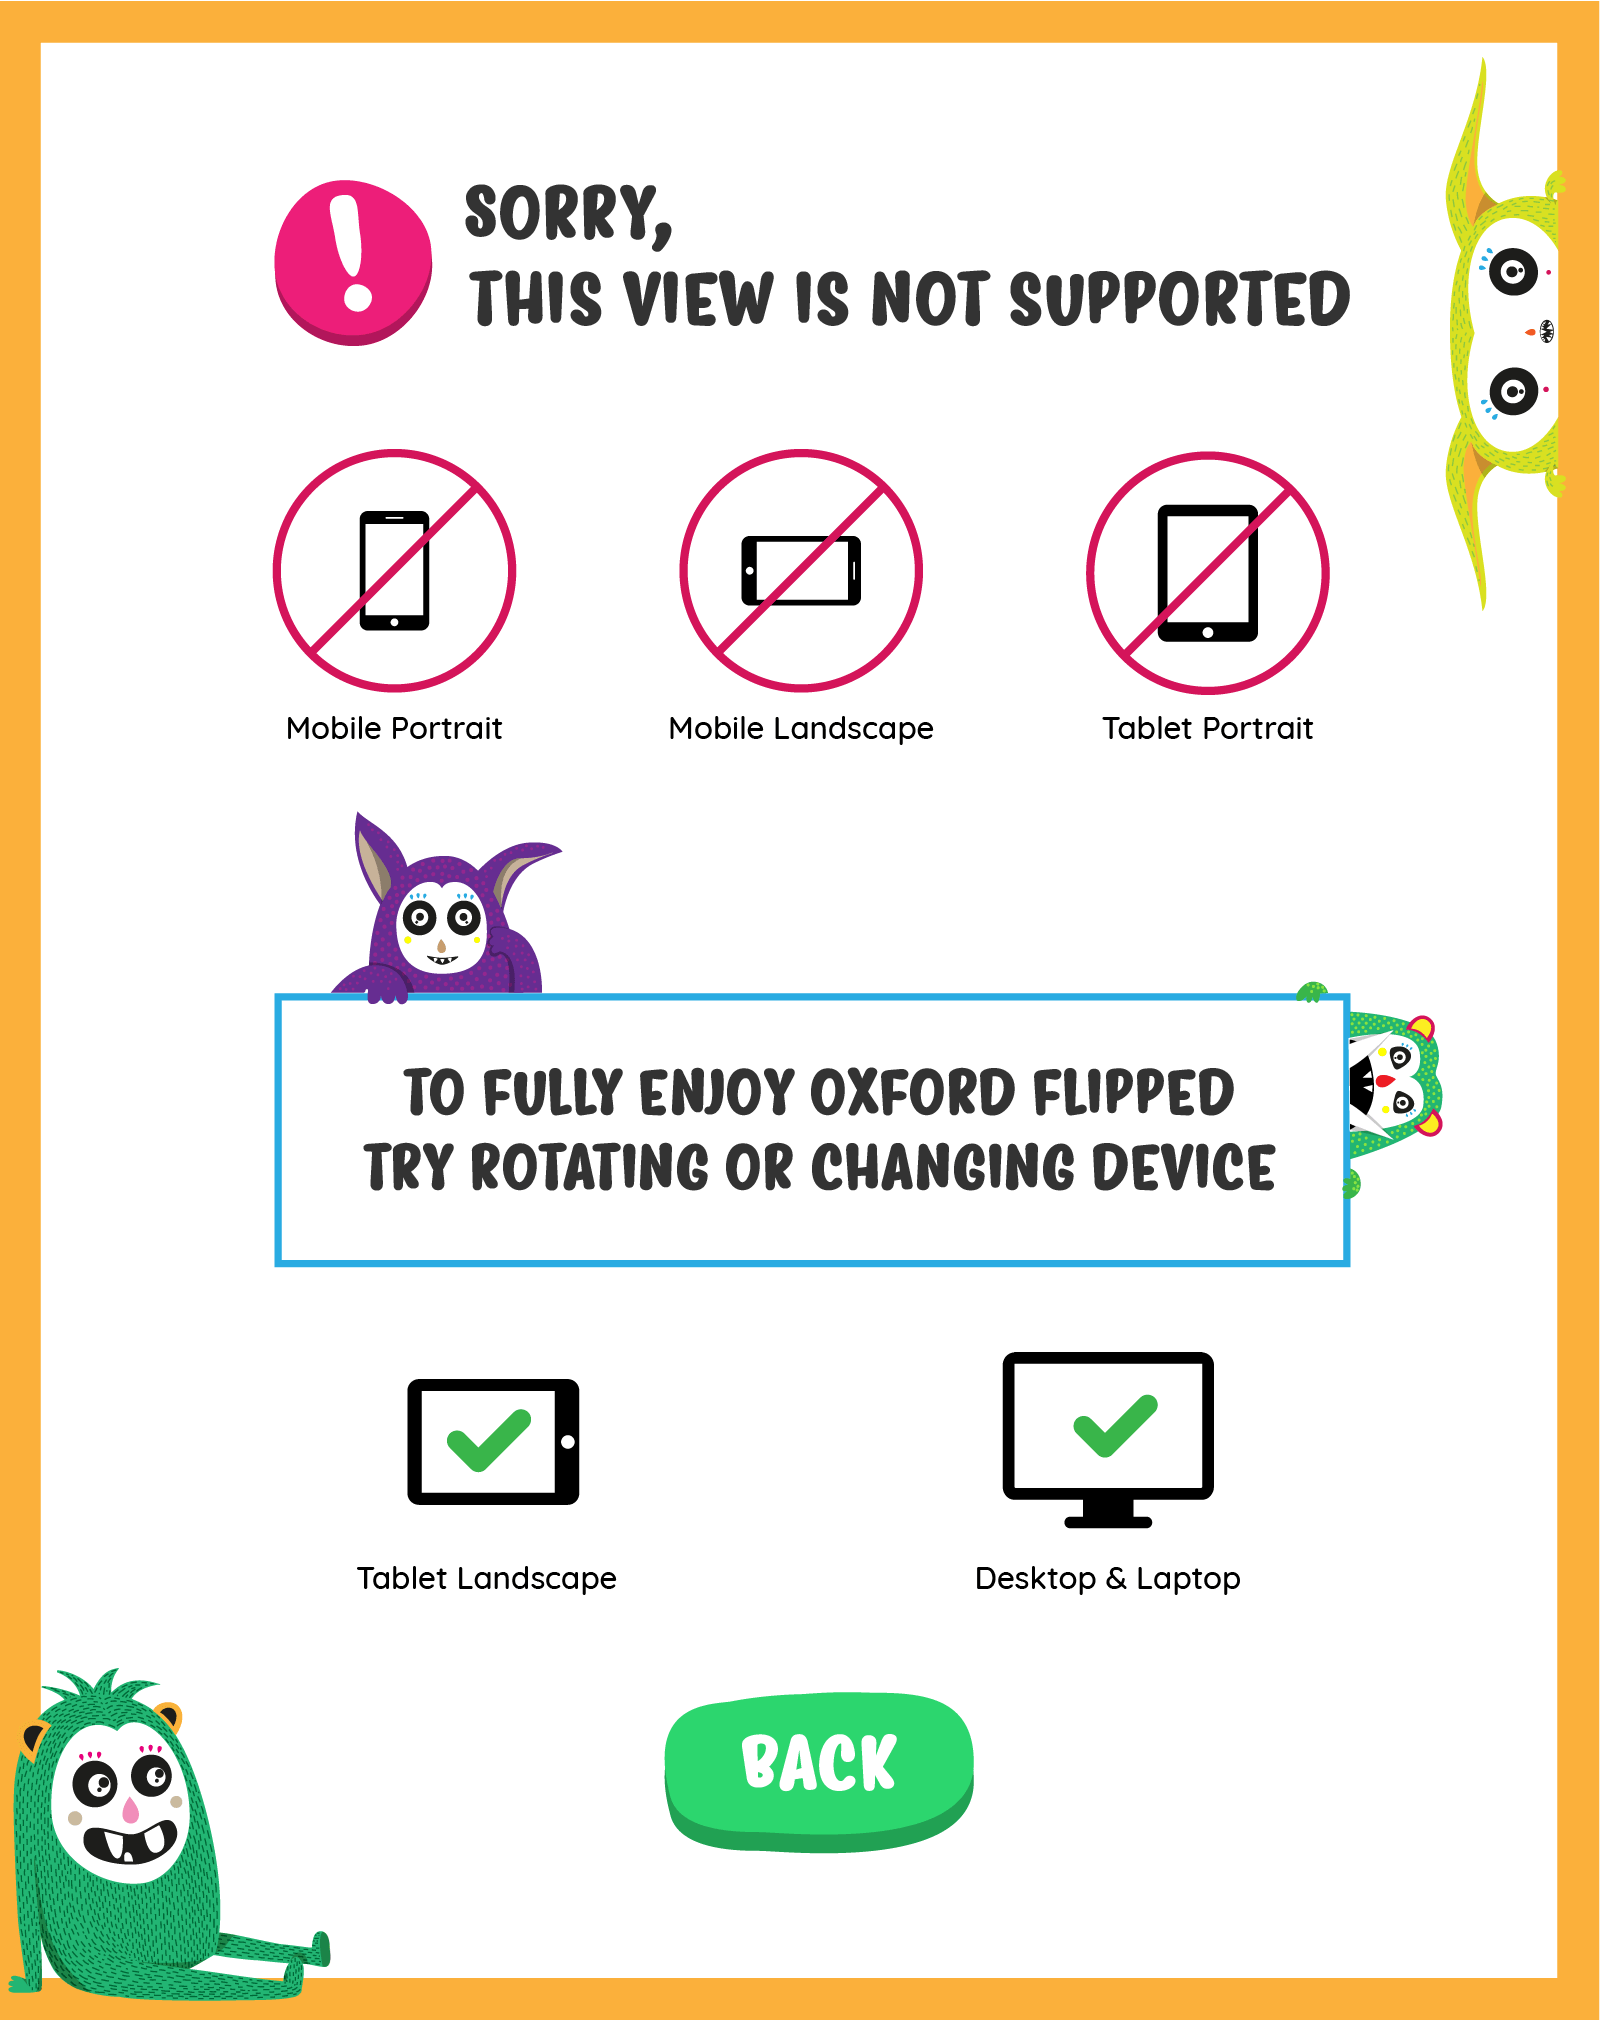 SORRY,
THIS VIEW IS NOT SUPPORTED
Mobile Portrait
Mobile Landscape
Tablet Portrait
TO FULLY ENJOY OXFORD FLIPPED
TRY ROTATING OR CHANGING DEVICE
Tablet Landscape
Desktop & Laptop
BACK